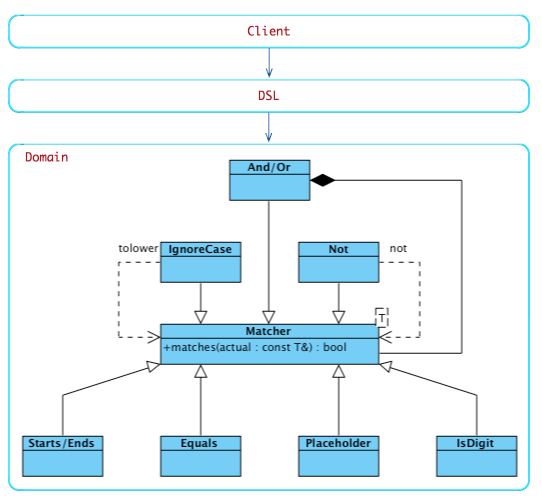 Client
DSL
Domain
And/Or
tolower
IgnoreCase
Not
not
T
Matcher
+matches(actual : const T&) : bool
Starts/Ends
Equals
Placeholder
IsDigit